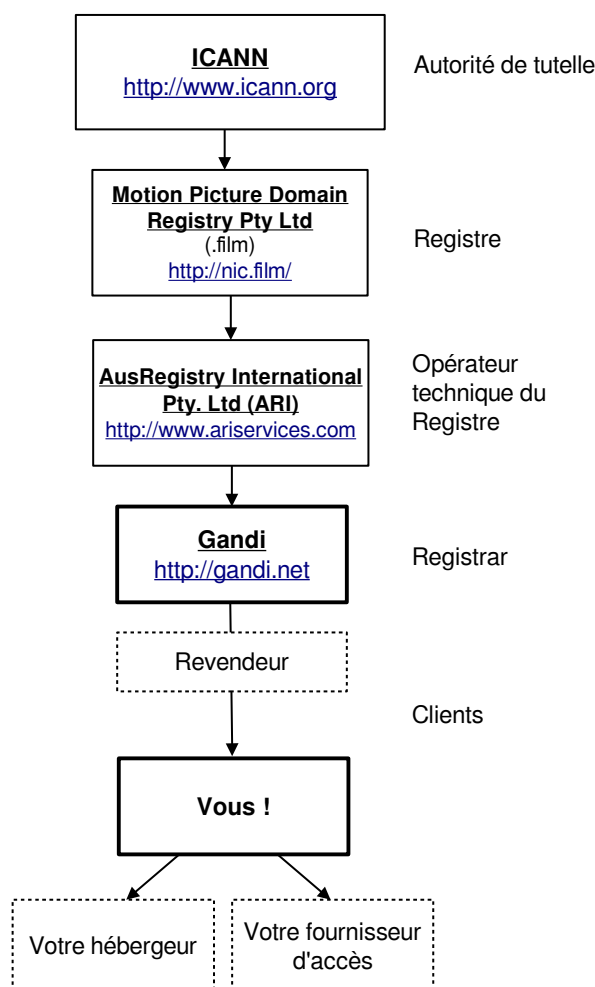 ICANN
http://www.icann.org
Autorité de tutelle
Motion Picture Domain
Registry Pty Ltd
(.film)
http://nic.film/
Registre
AusRegistry International
Pty. Ltd (ARI)
http://www.ariservices.com
Opérateur
technique du
Registre
Gandi
http://gandi.net
Registrar
Revendeur
Clients
Vous !
Votre hébergeur
Votre fournisseur
d'accès